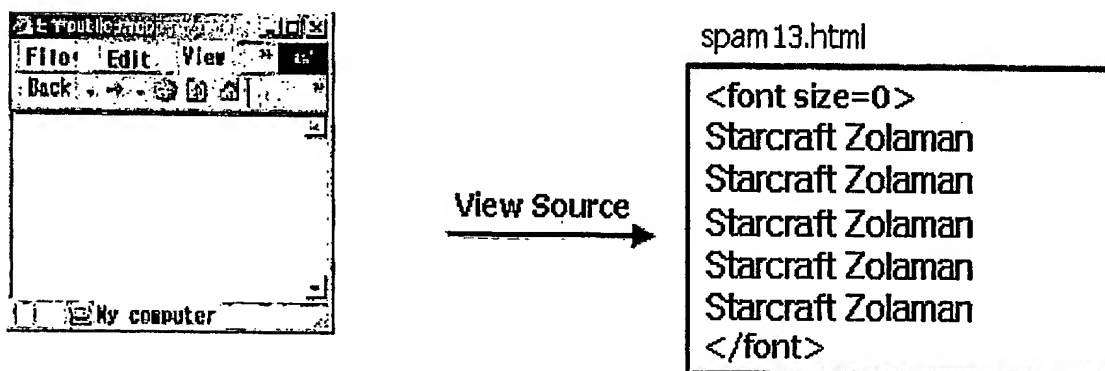 File Edit View »
Back
My computer
View Source
spam13.html
<font size=0>
Starcraft Zolaman
Starcraft Zolaman
Starcraft Zolaman
Starcraft Zolaman
Starcraft Zolaman
</font>